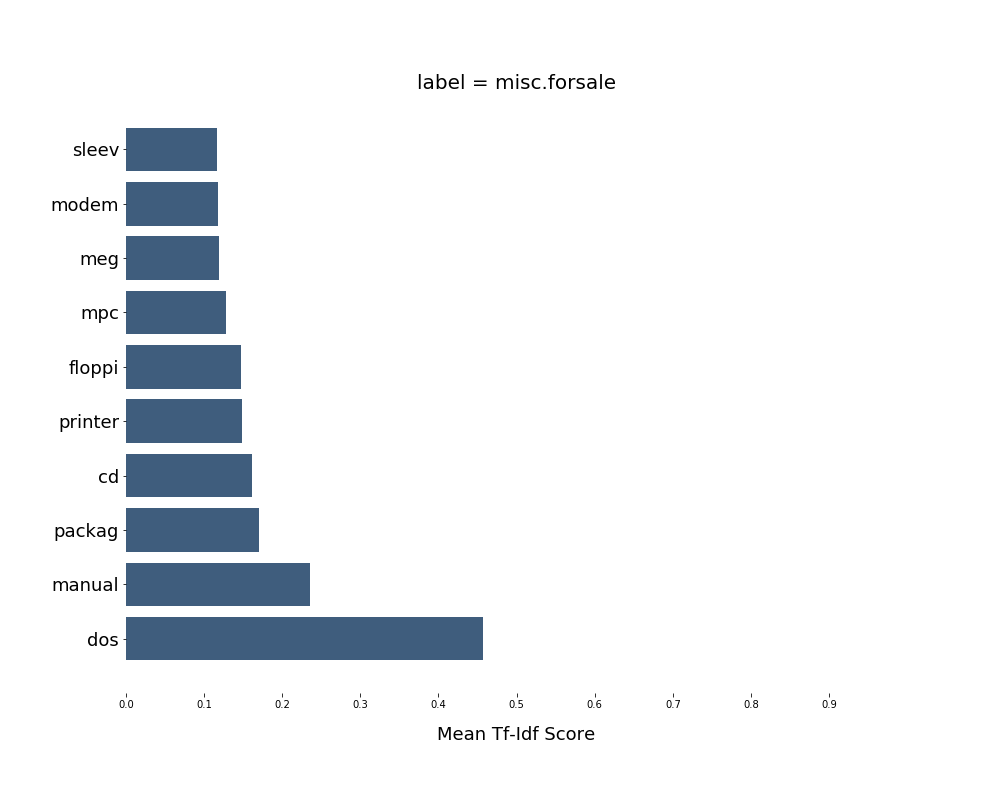 label = misc.forsale
sleev
modem
meg
mpc
floppi
printer
cd
packag
manual
dos
0.0 0.1 0.2 0.3 0.4 0.5 0.6 0.7 0.8 0.9
Mean Tf-Idf Score